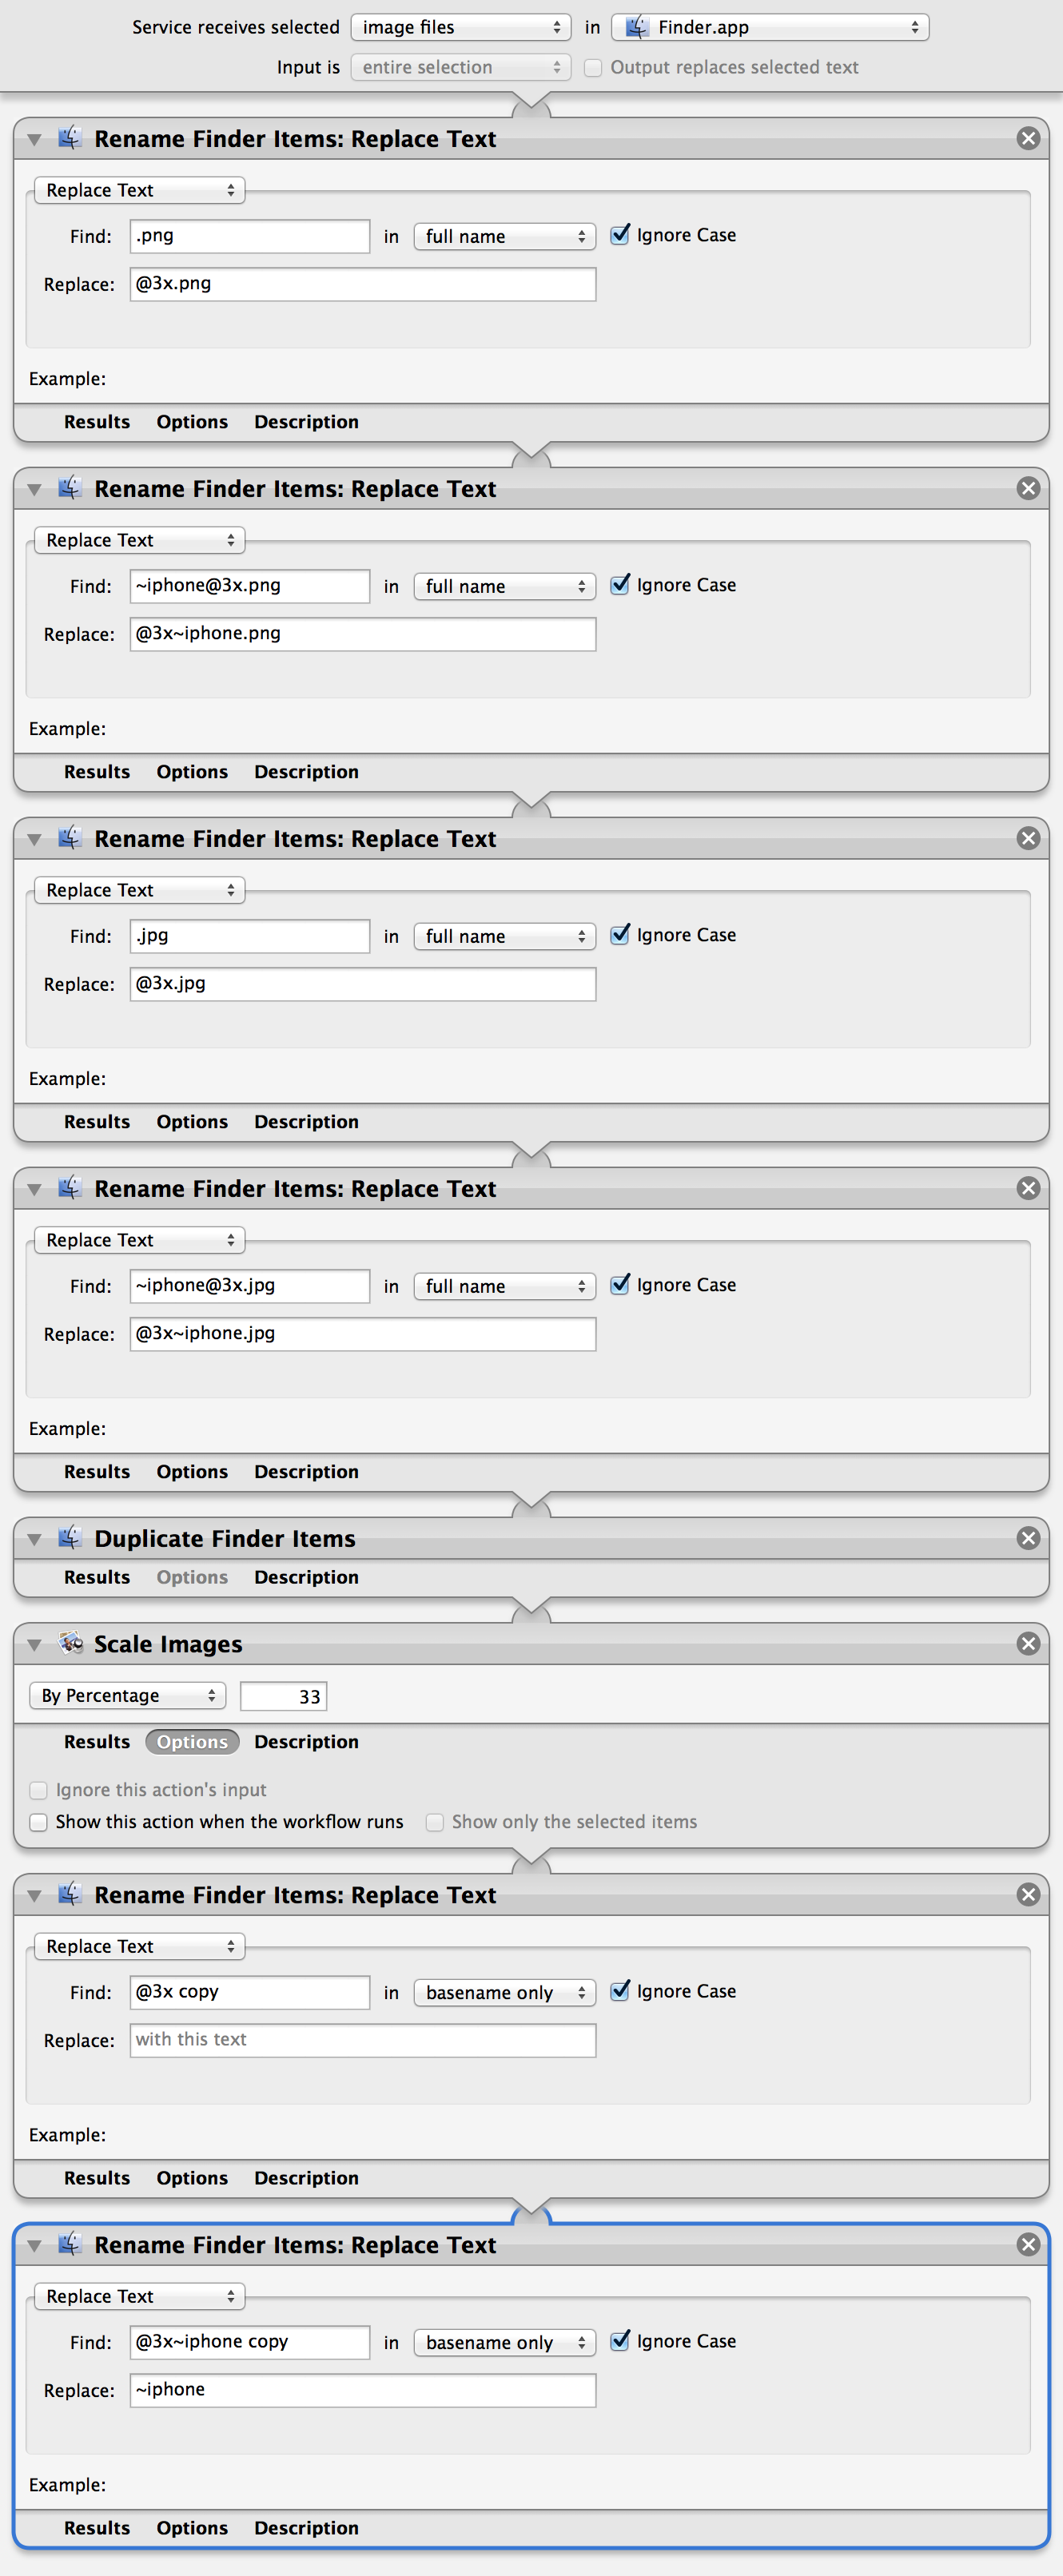 Service receives selected image files in Finder.app
Input is entire selection Output replaces selected text
Rename Finder Items: Replace Text
Replace Text
Find: .png in full name Ignore Case
Replace: @3x.png
Example:
Results Options Description
Rename Finder Items: Replace Text
Replace Text
Find: ~iphone@3x.png in full name Ignore Case
Replace: @3x~iphone.png
Example:
Results Options Description
Rename Finder Items: Replace Text
Replace Text
Find: .jpg in full name Ignore Case
Replace: @3x.jpg
Example:
Results Options Description
Rename Finder Items: Replace Text
Replace Text
Find: ~iphone@3x.jpg in full name Ignore Case
Replace: @3x~iphone.jpg
Example:
Results Options Description
Duplicate Finder Items
Results Options Description
Scale Images
By Percentage 33
Results Options Description
Ignore this action's input
Show this action when the workflow runs Show only the selected items
Rename Finder Items: Replace Text
Replace Text
Find: @3x copy in basename only Ignore Case
Replace: with this text
Example:
Results Options Description
Rename Finder Items: Replace Text
Replace Text
Find: @3x~iphone copy in basename only Ignore Case
Replace: ~iphone
Example:
Results Options Description